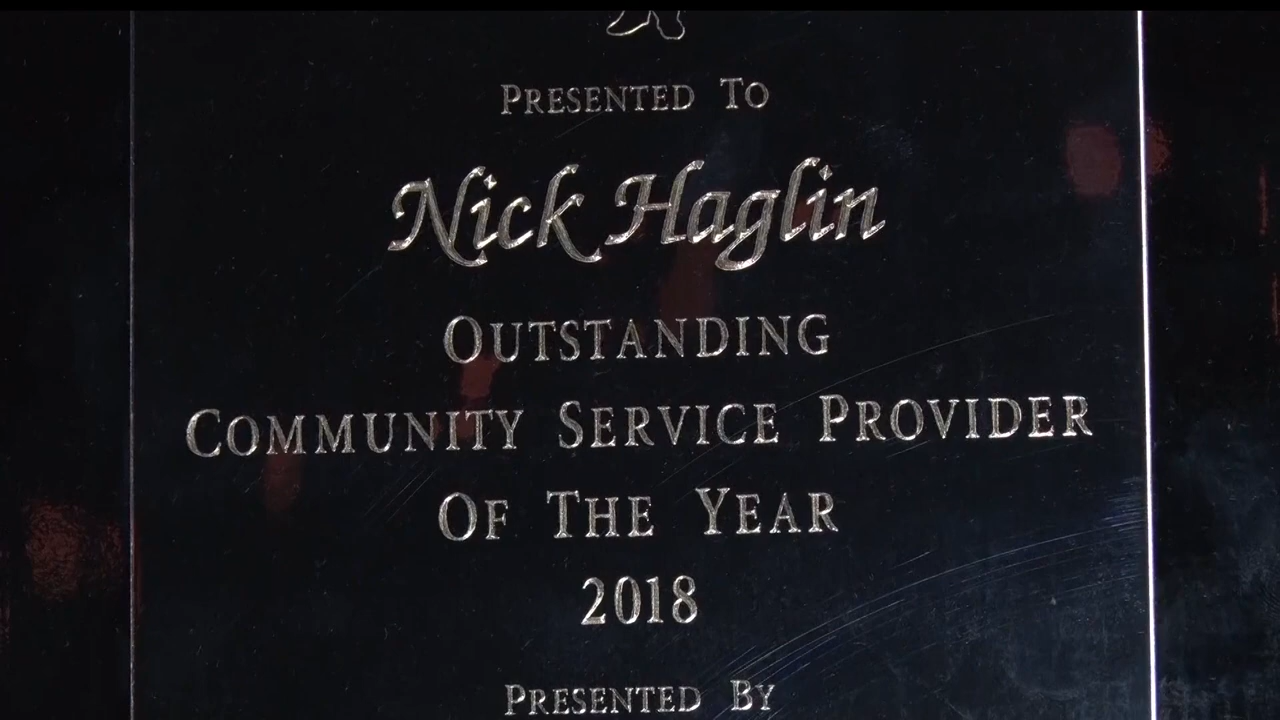 PRESENTED TO
Nick Haglin
OUTSTANDING
COMMUNITY SERVICE PROVIDER
OF THE YEAR
2018
PRESENTED BY